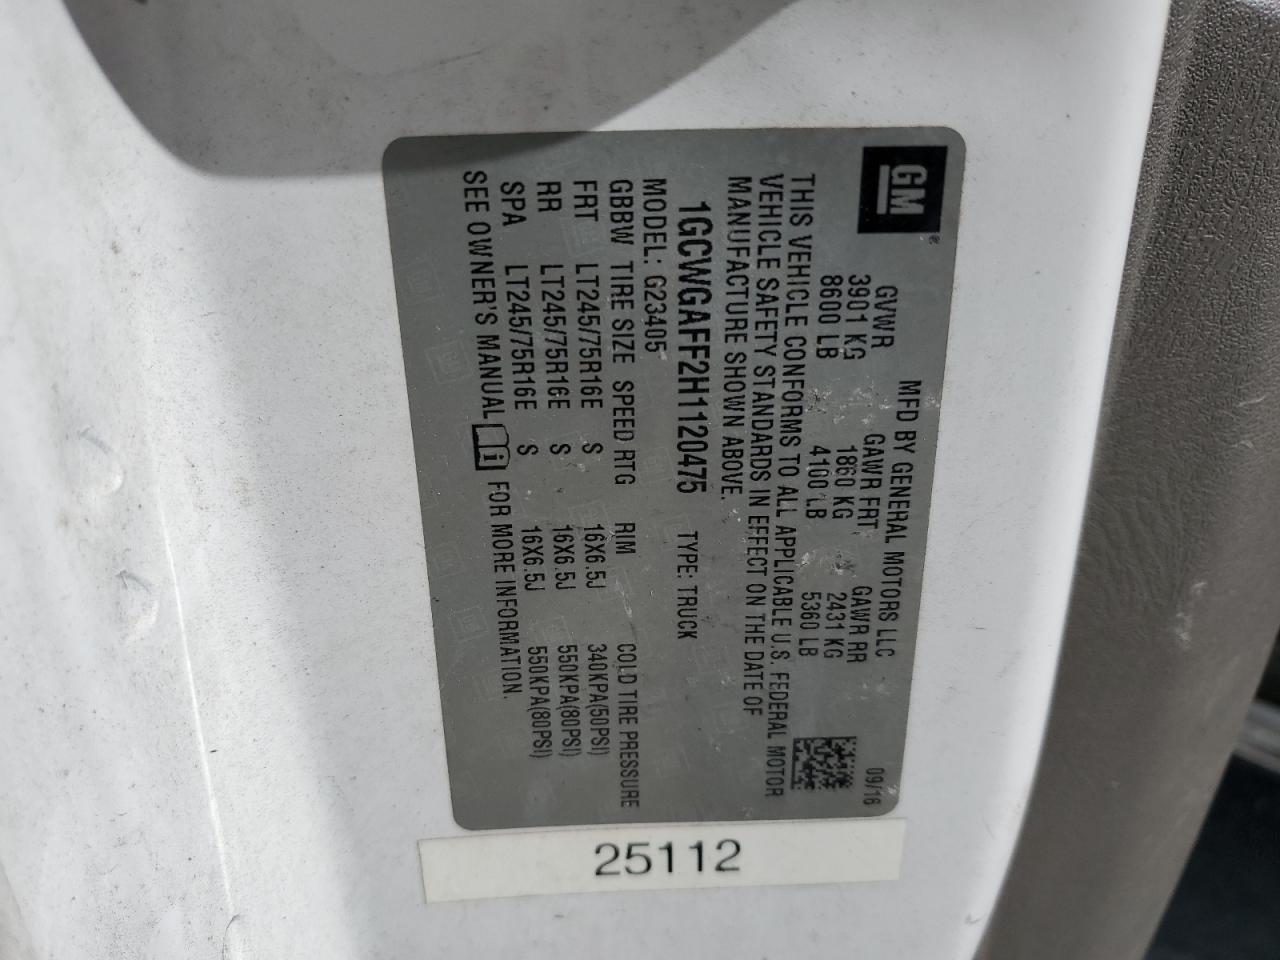 GM®
MFD BY GENERAL MOTORS LLC
09/16
GVWR GAWR FRT GAWR RR
3901 KG 1860 KG 2431 KG
8600 LB 4100 LB 5360 LB
THIS VEHICLE CONFORMS TO ALL APPLICABLE U.S. FEDERAL MOTOR
VEHICLE SAFETY STANDARDS IN EFFECT ON THE DATE OF
MANUFACTURE SHOWN ABOVE.
1GCWGAFF2H1120475 TYPE: TRUCK
MODEL: G23405
GBBW TIRE SIZE SPEED RTG RIM COLD TIRE PRESSURE
FRT LT245/75R16E S 16X6.5J 340KPA(50PSI)
RR LT245/75R16E S 16X6.5J 550KPA(80PSI)
SPA LT245/75R16E S 16X6.5J 550KPA(80PSI)
SEE OWNER'S MANUAL i FOR MORE INFORMATION.
25112